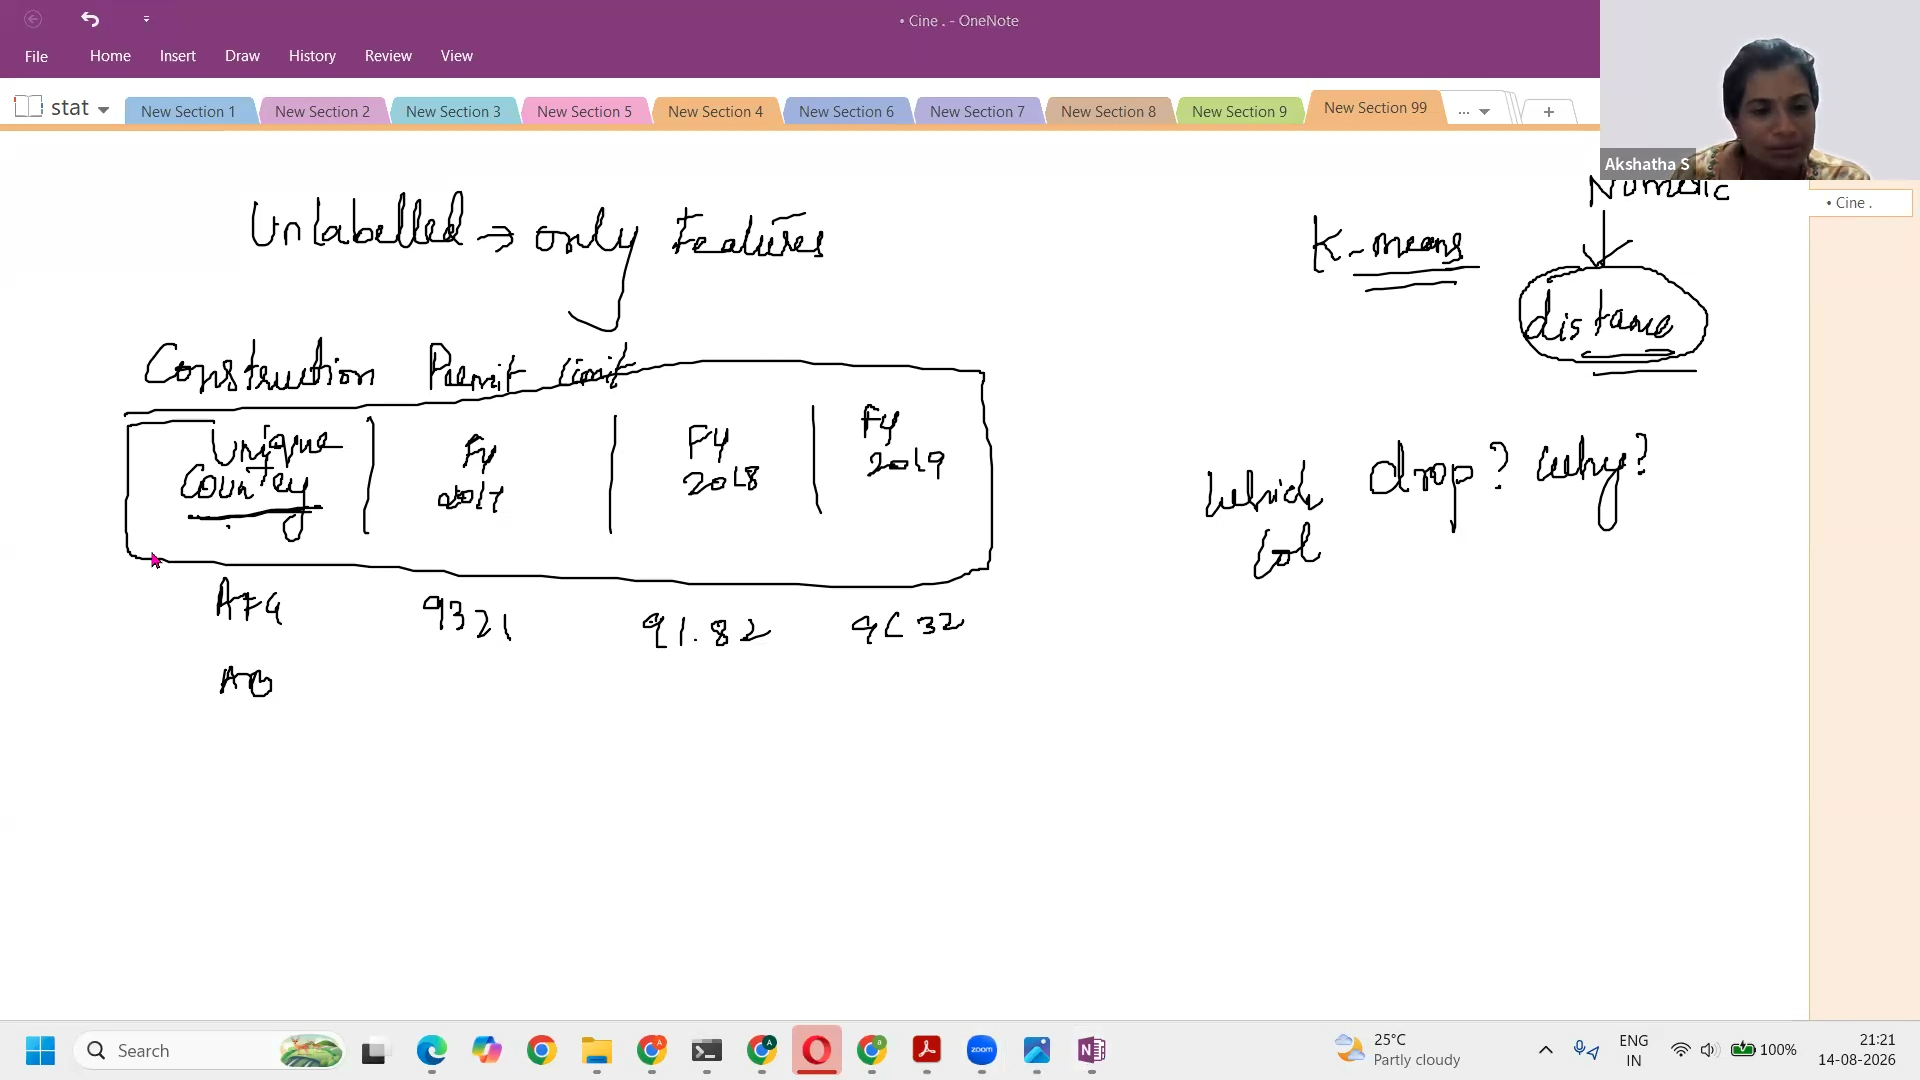 • Cine . - OneNote
File Home Insert Draw History Review View
stat New Section 1 New Section 2 New Section 3 New Section 5 New Section 4 New Section 6 New Section 7 New Section 8 New Section 9 New Section 99 ... +
Akshatha S
• Cine .
Unlabelled → only Features
Numeric
K-means
distance
Construction Permit limit
Unique
Country
FY
2017
FY
2018
FY
2019
which drop? why?
Col
AFG 9321 91.82
AB
Search
zoom
25°C
Partly cloudy
ENG
IN
100%
21:21
14-08-2026